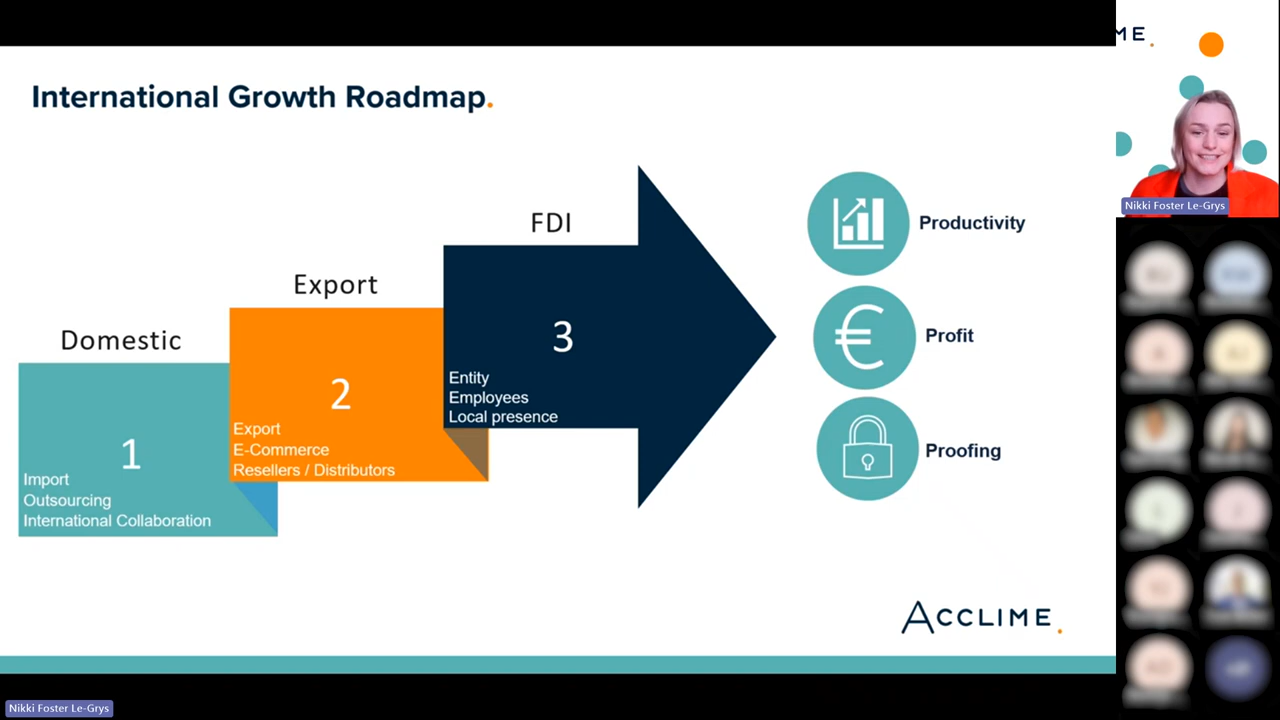 International Growth Roadmap.
Domestic
1
Import
Outsourcing
International Collaboration
Export
2
Export
E-Commerce
Resellers / Distributors
FDI
3
Entity
Employees
Local presence
Productivity
€
Profit
Proofing
ACCLIME.
ME.
Nikki Foster Le-Grys
Nikki Foster Le-Grys